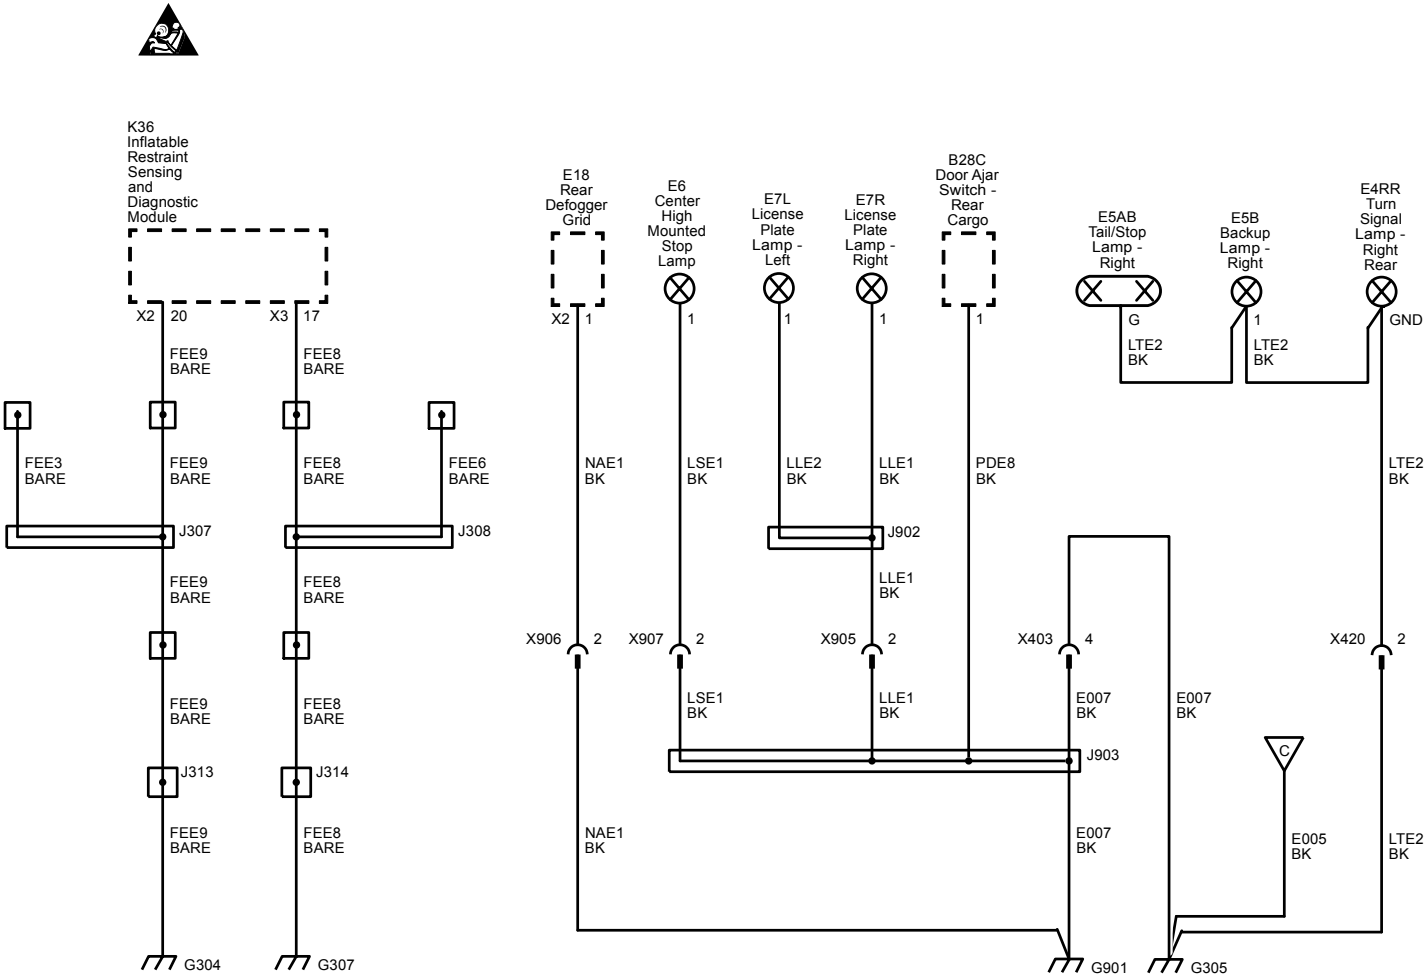 K36
Inflatable
Restraint
Sensing
and
Diagnostic
Module
E18
Rear
Defogger
Grid
E6
Center
High
Mounted
Stop
Lamp
E7L
License
Plate
Lamp -
Left
E7R
License
Plate
Lamp -
Right
B28C
Door Ajar
Switch -
Rear
Cargo
E5AB
Tail/Stop
Lamp -
Right
E5B
Backup
Lamp -
Right
E4RR
Turn
Signal
Lamp -
Right
Rear
X2 20
X3 17
X2 1
1
1
1
1
G
1
GND
FEE9
BARE
FEE8
BARE
LTE2
BK
LTE2
BK
FEE3
BARE
FEE9
BARE
FEE8
BARE
FEE6
BARE
NAE1
BK
LSE1
BK
LLE2
BK
LLE1
BK
PDE8
BK
LTE2
BK
J307
J308
J902
FEE9
BARE
FEE8
BARE
LLE1
BK
X906 2
X907 2
X905 2
X403 4
X420 2
FEE9
BARE
FEE8
BARE
LSE1
BK
LLE1
BK
E007
BK
E007
BK
J903
C
J313
J314
FEE9
BARE
FEE8
BARE
NAE1
BK
E007
BK
E005
BK
LTE2
BK
G304
G307
G901
G305